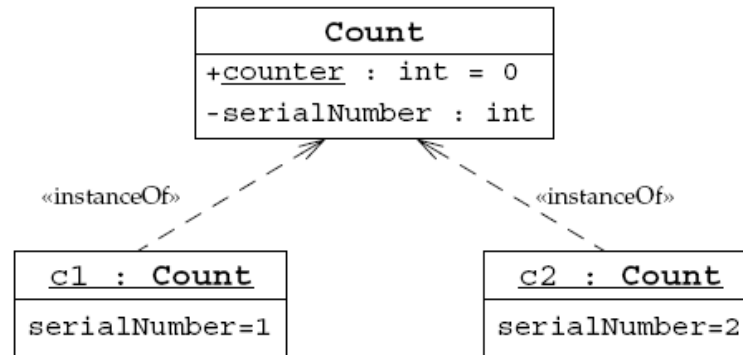 Count
+counter : int = 0
-serialNumber : int
«instanceOf»
«instanceOf»
c1 : Count
serialNumber=1
c2 : Count
serialNumber=2